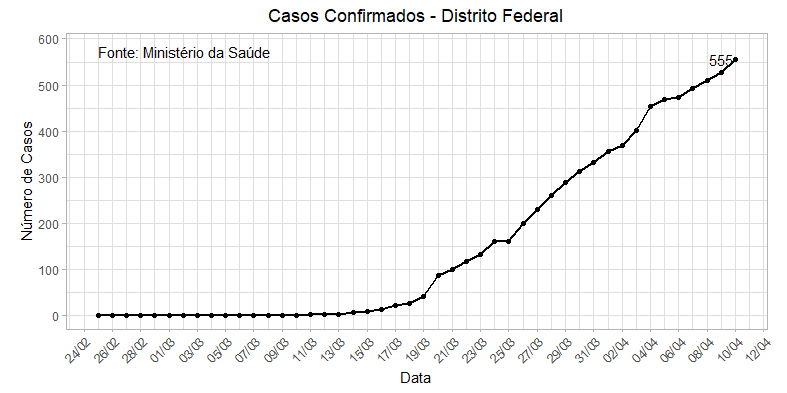 Casos Confirmados - Distrito Federal
Fonte: Ministério da Saúde
555
600
500
400
300
200
100
0
Número de Casos
24/02 26/02 28/02 01/03 03/03 05/03 07/03 09/03 11/03 13/03 15/03 17/03 19/03 21/03 23/03 25/03 27/03 29/03 31/03 02/04 04/04 06/04 08/04 10/04 12/04
Data